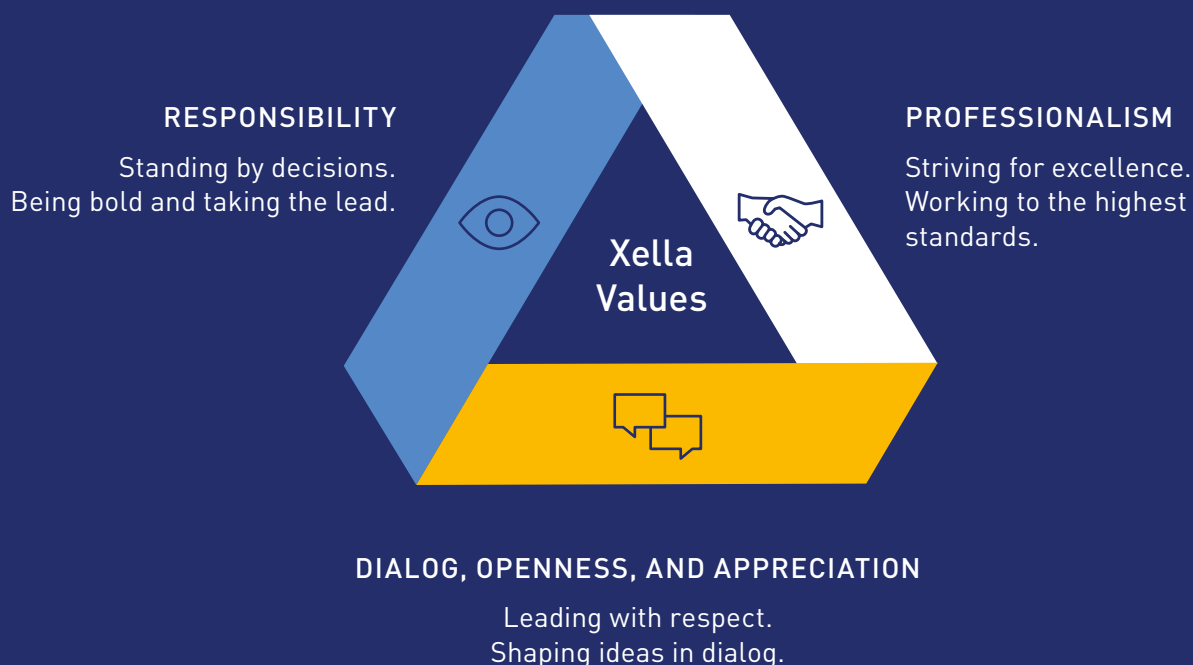 RESPONSIBILITY
Standing by decisions.
Being bold and taking the lead.
PROFESSIONALISM
Striving for excellence.
Working to the highest
standards.
Xella
Values
DIALOG, OPENNESS, AND APPRECIATION
Leading with respect.
Shaping ideas in dialog.